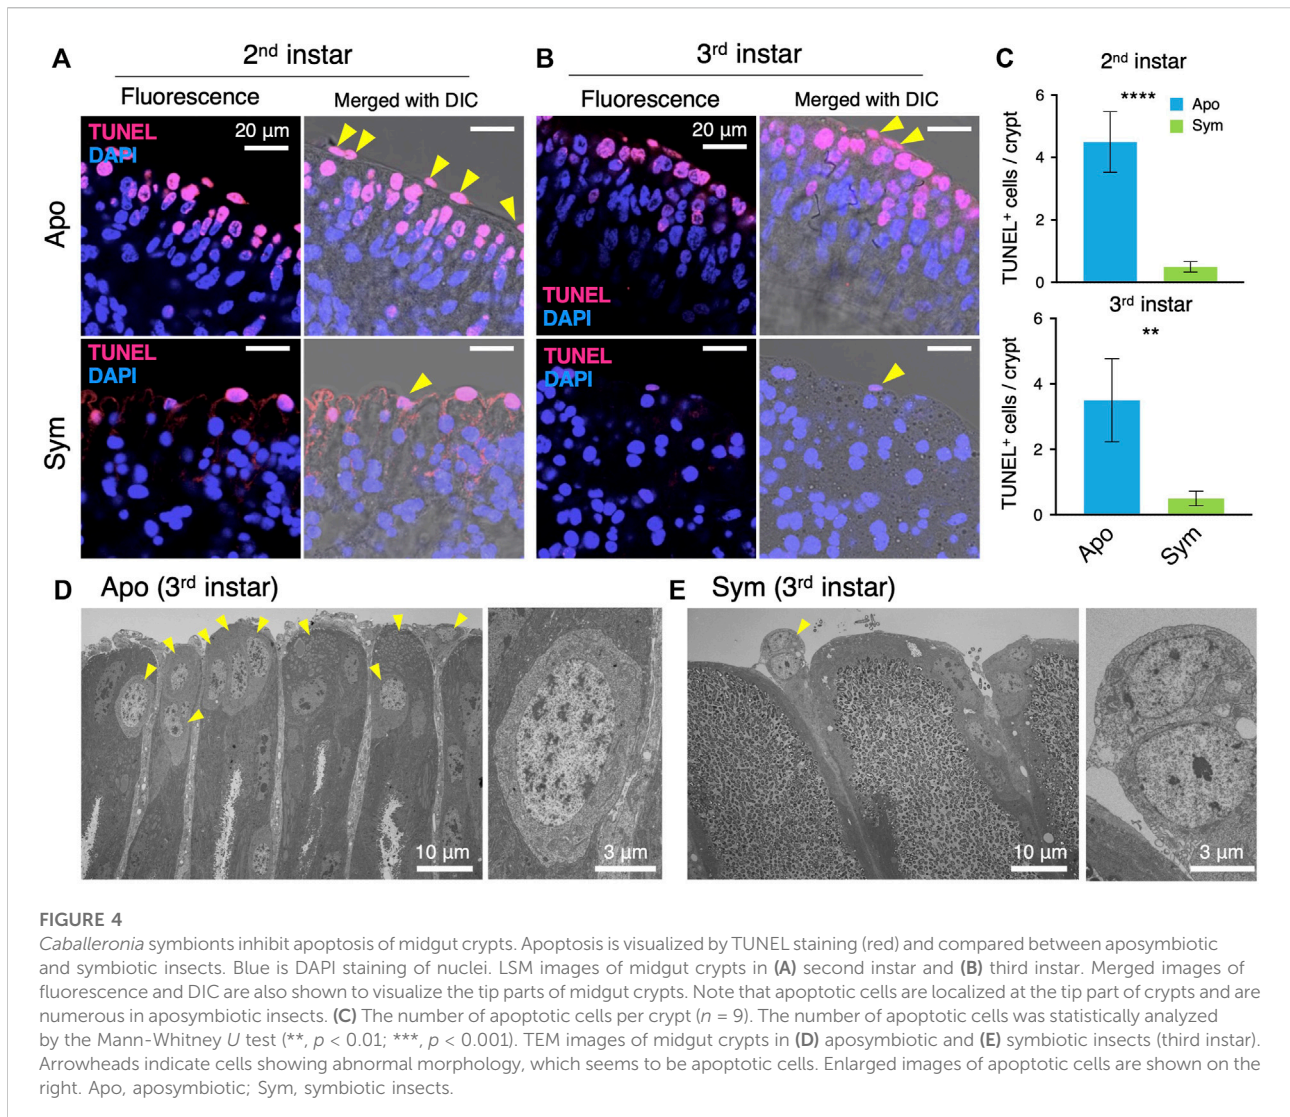 A
2nd instar
Fluorescence
Merged with DIC
TUNEL
DAPI
20 µm
Apo
TUNEL
DAPI
Sym
B
3rd instar
Fluorescence
Merged with DIC
20 µm
TUNEL
DAPI
TUNEL
DAPI
C
2nd instar
TUNEL+ cells / crypt
6
4
2
0
****
Apo
Sym
3rd instar
TUNEL+ cells / crypt
6
4
2
0
**
Apo
Sym
D Apo (3rd instar)
10 µm
3 µm
E Sym (3rd instar)
10 µm
3 µm
FIGURE 4
Caballeronia symbionts inhibit apoptosis of midgut crypts. Apoptosis is visualized by TUNEL staining (red) and compared between aposymbiotic
and symbiotic insects. Blue is DAPI staining of nuclei. LSM images of midgut crypts in (A) second instar and (B) third instar. Merged images of
fluorescence and DIC are also shown to visualize the tip parts of midgut crypts. Note that apoptotic cells are localized at the tip part of crypts and are
numerous in aposymbiotic insects. (C) The number of apoptotic cells per crypt (n = 9). The number of apoptotic cells was statistically analyzed
by the Mann-Whitney U test (**, p < 0.01; ***, p < 0.001). TEM images of midgut crypts in (D) aposymbiotic and (E) symbiotic insects (third instar).
Arrowheads indicate cells showing abnormal morphology, which seems to be apoptotic cells. Enlarged images of apoptotic cells are shown on the
right. Apo, aposymbiotic; Sym, symbiotic insects.